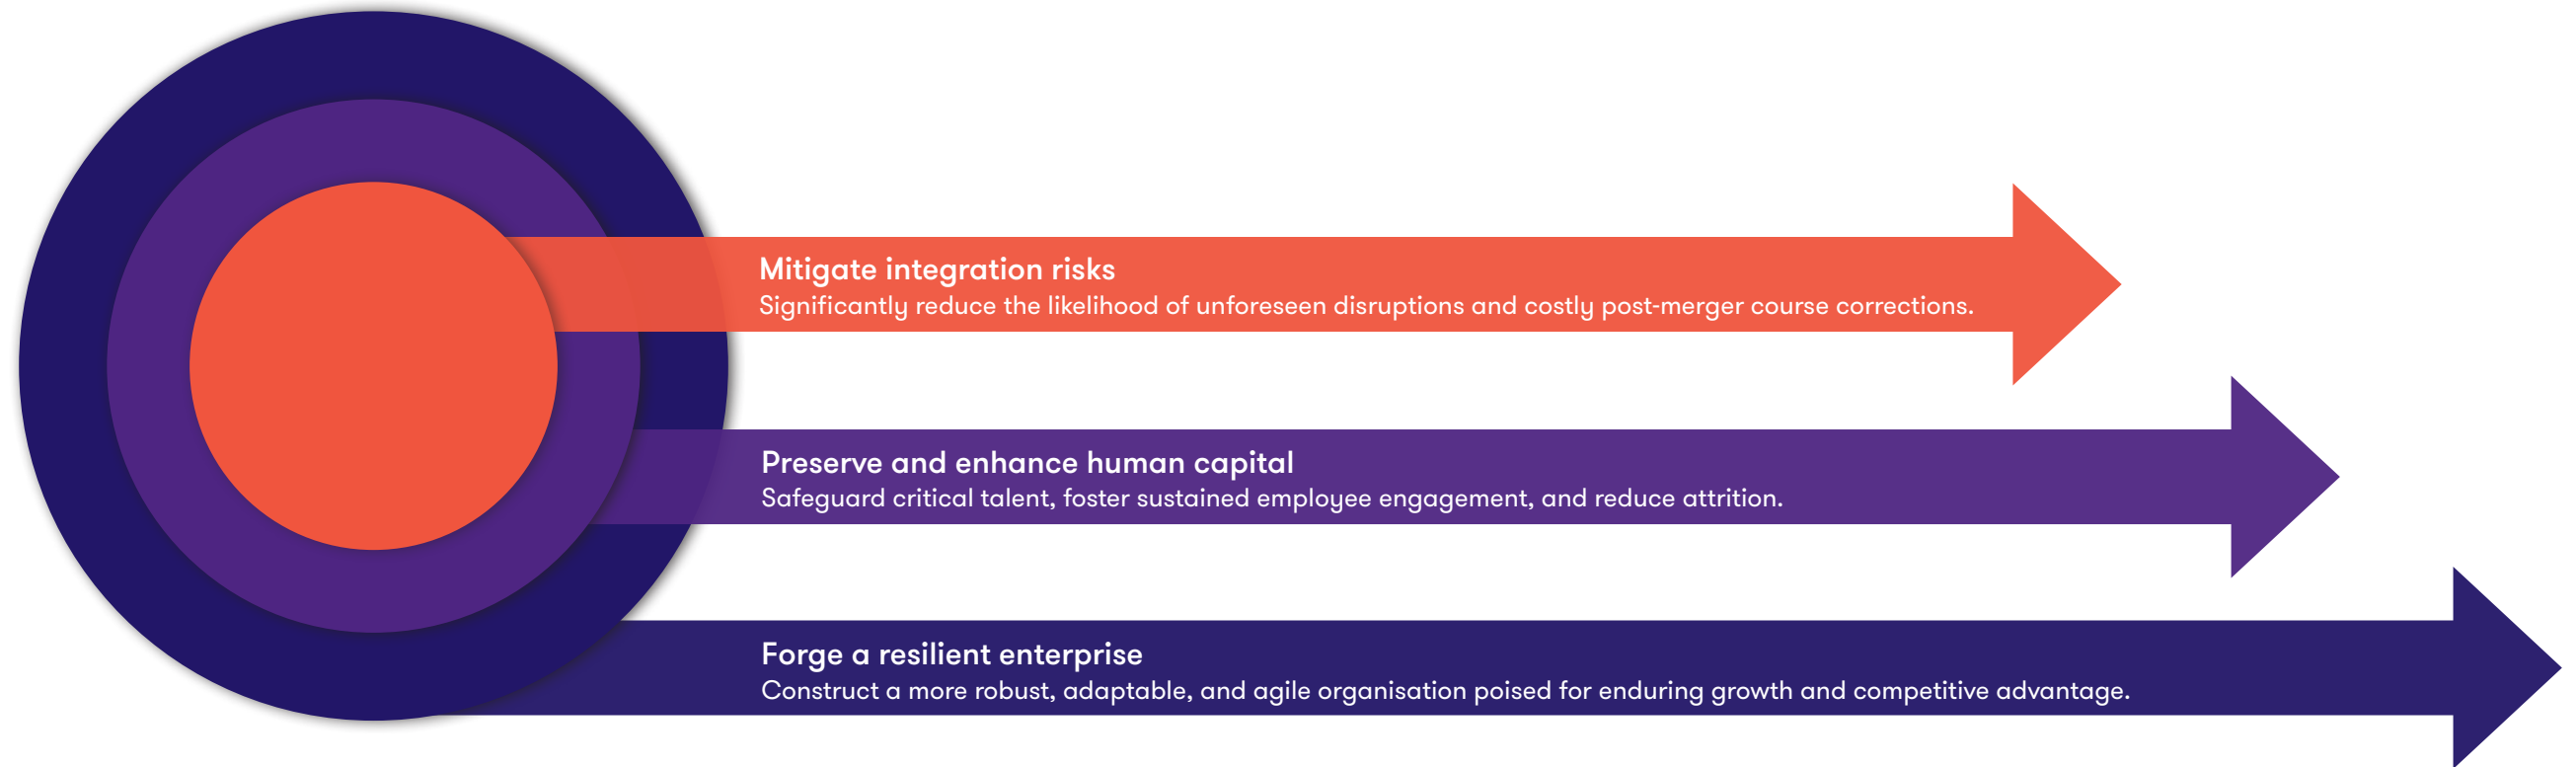 Mitigate integration risks
Significantly reduce the likelihood of unforeseen disruptions and costly post-merger course corrections.
Preserve and enhance human capital
Safeguard critical talent, foster sustained employee engagement, and reduce attrition.
Forge a resilient enterprise
Construct a more robust, adaptable, and agile organisation poised for enduring growth and competitive advantage.